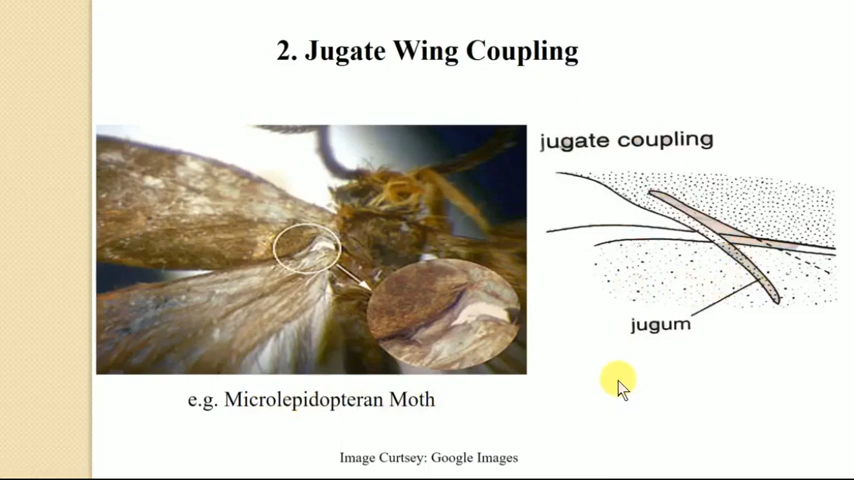 2. Jugate Wing Coupling
jugate coupling
jugum
e.g. Microlepidopteran Moth
Image Curtsey: Google Images